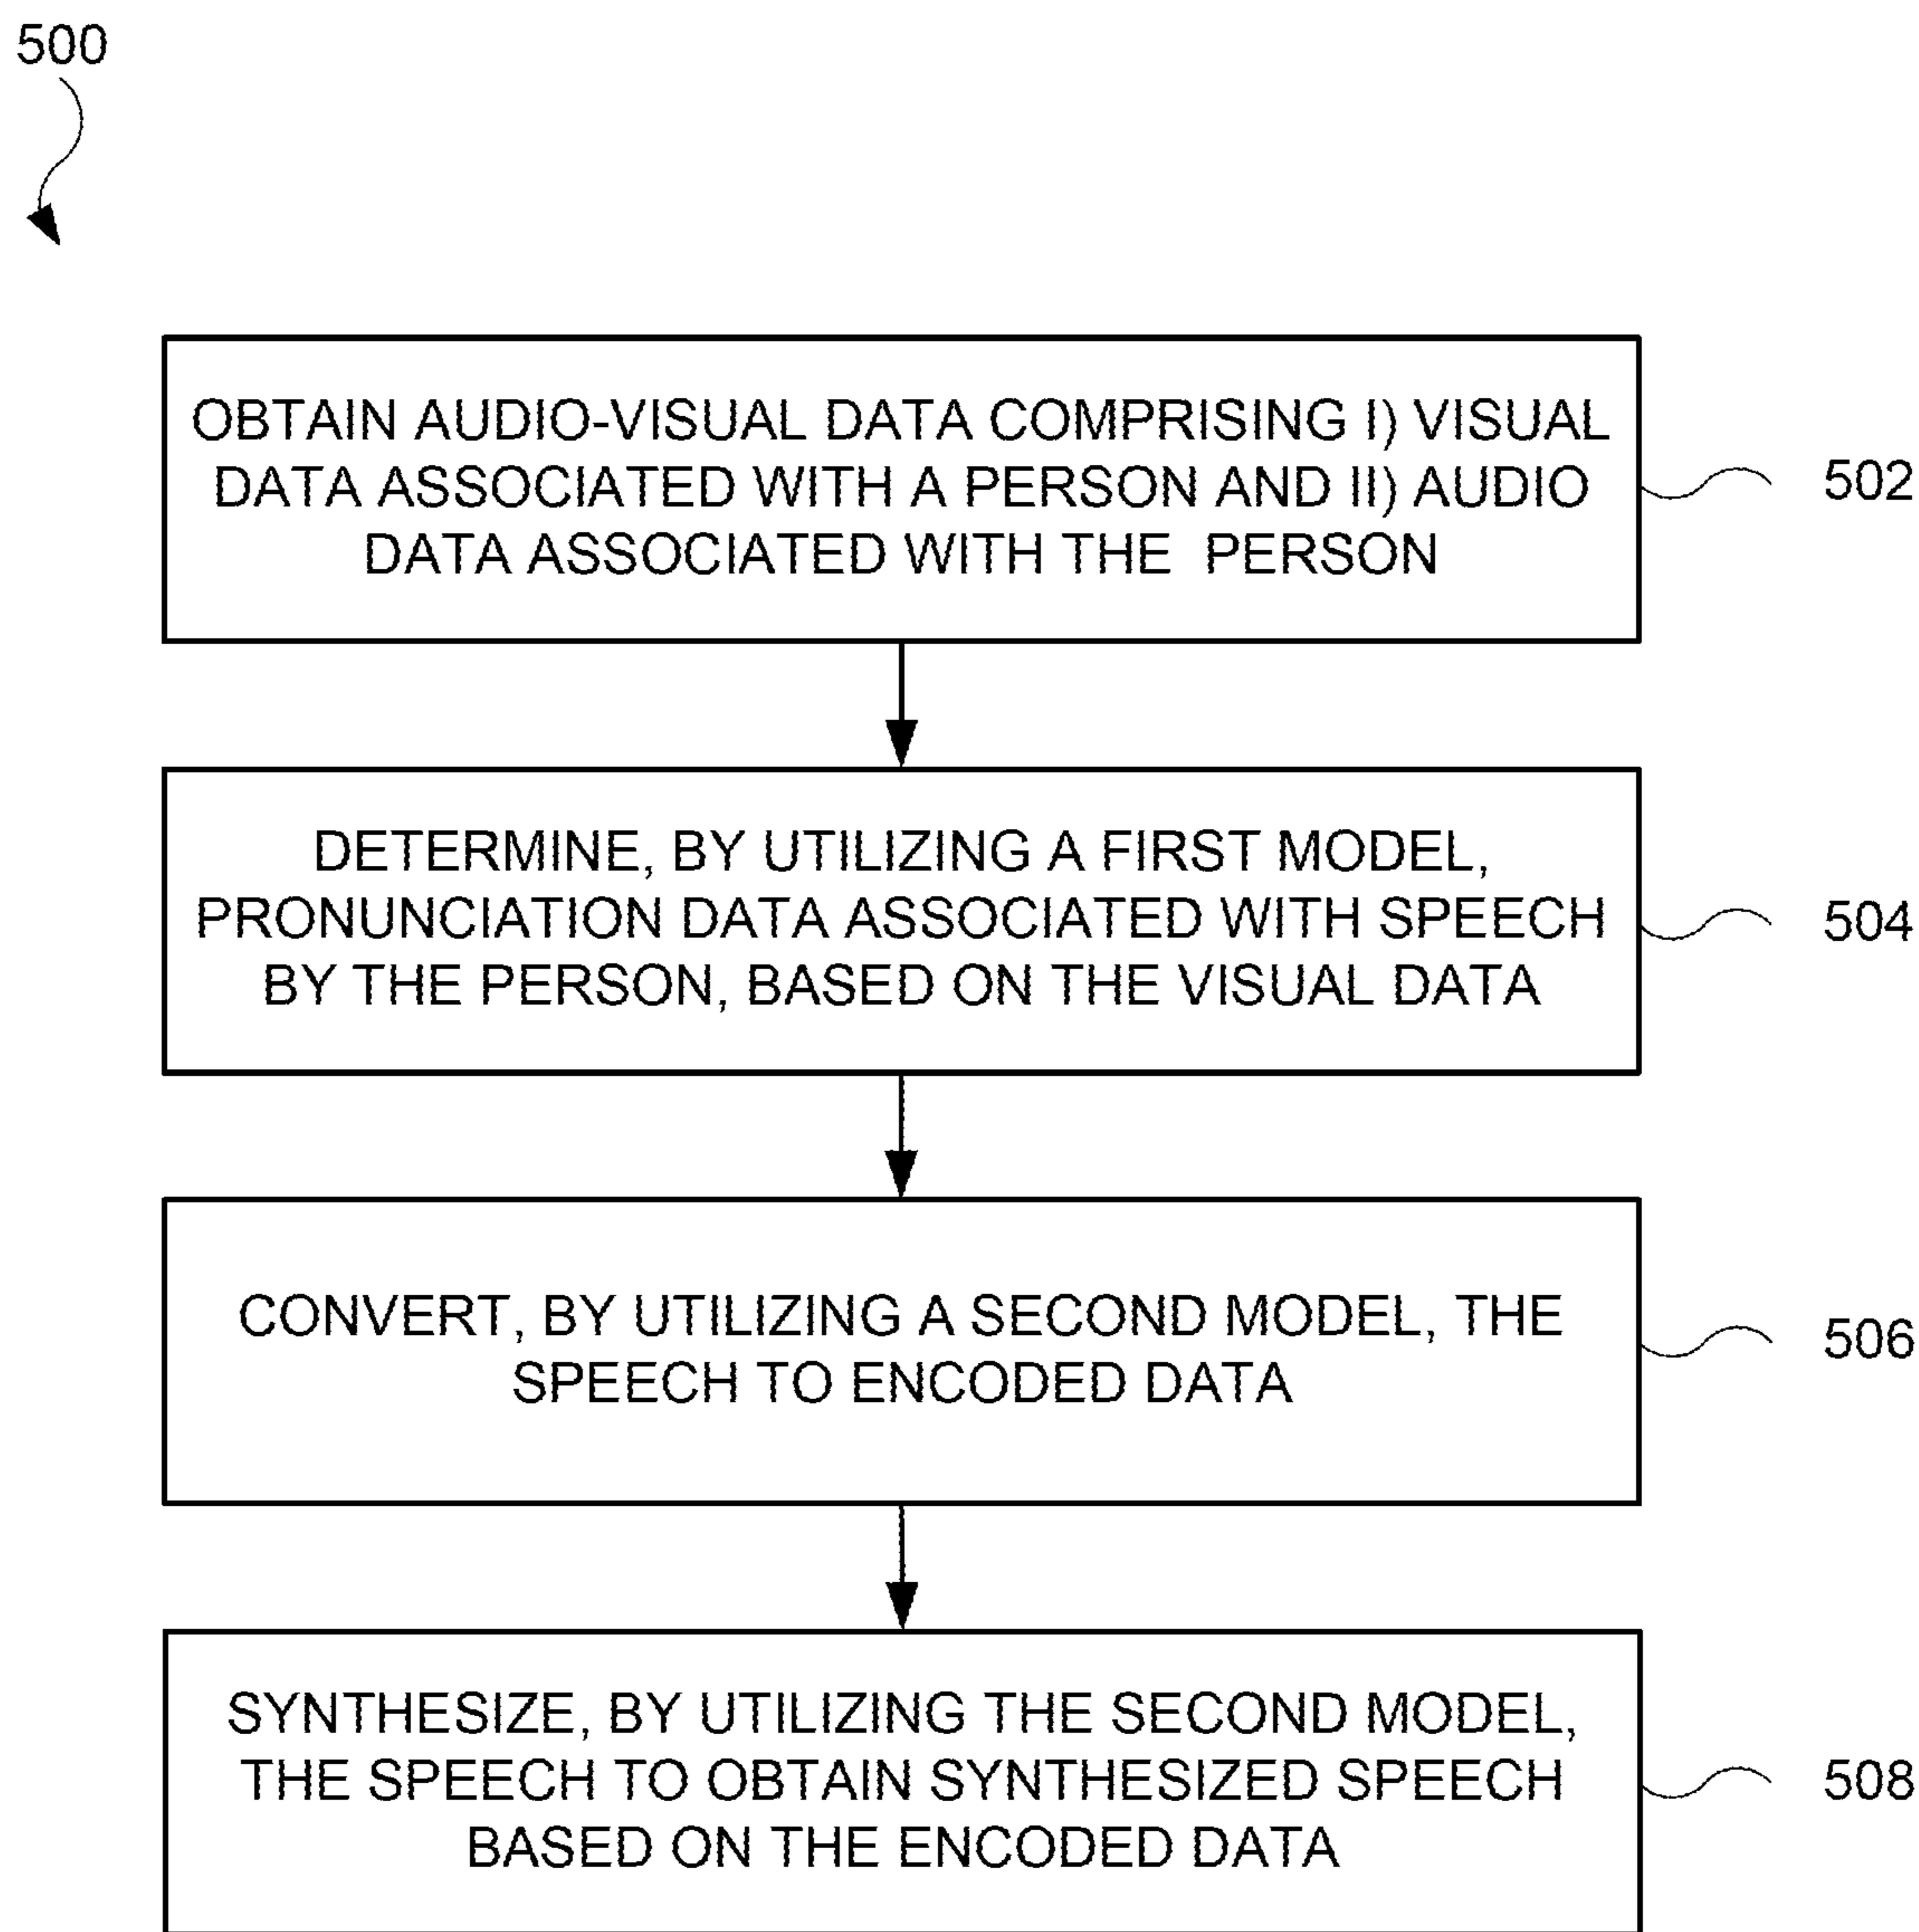 500
OBTAIN AUDIO-VISUAL DATA COMPRISING I) VISUAL
DATA ASSOCIATED WITH A PERSON AND II) AUDIO
DATA ASSOCIATED WITH THE PERSON
502
DETERMINE, BY UTILIZING A FIRST MODEL,
PRONUNCIATION DATA ASSOCIATED WITH SPEECH
BY THE PERSON, BASED ON THE VISUAL DATA
504
CONVERT, BY UTILIZING A SECOND MODEL, THE
SPEECH TO ENCODED DATA
506
SYNTHESIZE, BY UTILIZING THE SECOND MODEL,
THE SPEECH TO OBTAIN SYNTHESIZED SPEECH
BASED ON THE ENCODED DATA
508